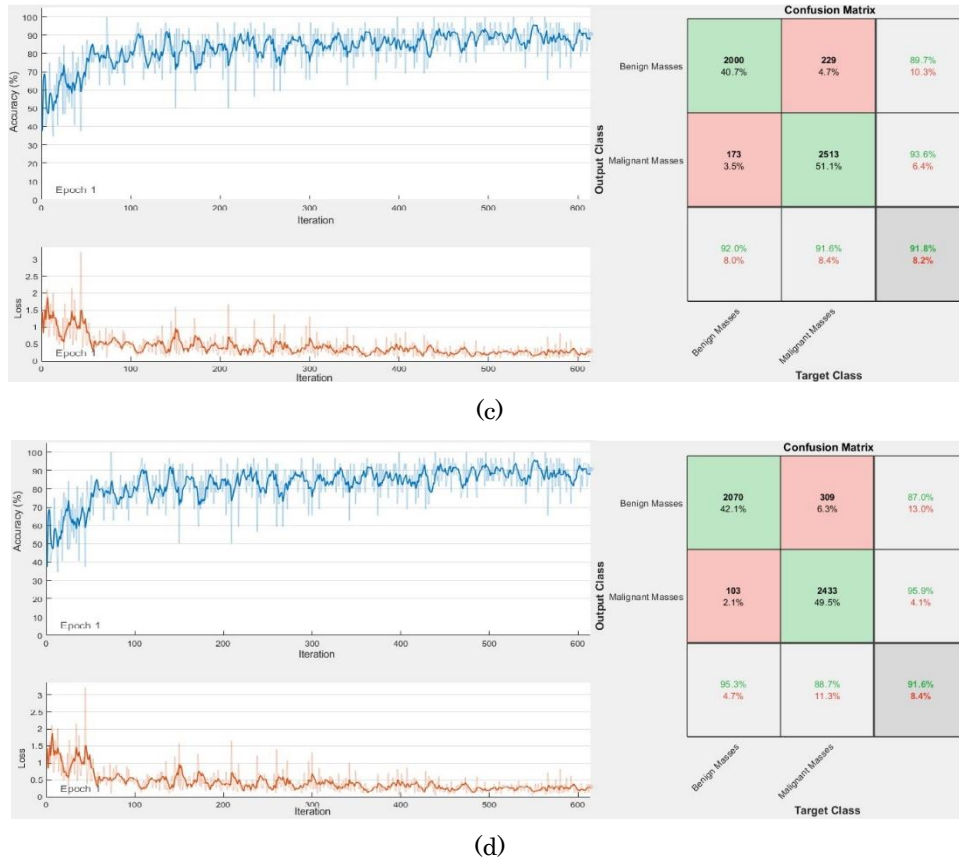 Accuracy (%)
100
90
80
70
60
50
40
30
20
10
0
Epoch 1
0 100 200 300 400 500 600
Iteration
Loss
3
2.5
2
1.5
1
0.5
0
Epoch 1
0 100 200 300 400 500 600
Iteration
Confusion Matrix
Output Class
Benign Masses 2000 229 89.7%
40.7% 4.7% 10.3%
Malignant Masses 173 2513 93.6%
3.5% 51.1% 6.4%
92.0% 91.6% 91.8%
8.0% 8.4% 8.2%
Benign Masses Malignant Masses
Target Class
(c)
Accuracy (%)
100
90
80
70
60
50
40
30
20
10
0
Epoch 1
0 100 200 300 400 500 600
Iteration
Loss
3
2.5
2
1.5
1
0.5
0
Epoch
0 100 200 300 400 500 600
Iteration
Confusion Matrix
Output Class
Benign Masses 2070 309 87.0%
42.1% 6.3% 13.0%
Malignant Masses 103 2433 95.9%
2.1% 49.5% 4.1%
95.3% 88.7% 91.6%
4.7% 11.3% 8.4%
Benign Masses Malignant Masses
Target Class
(d)